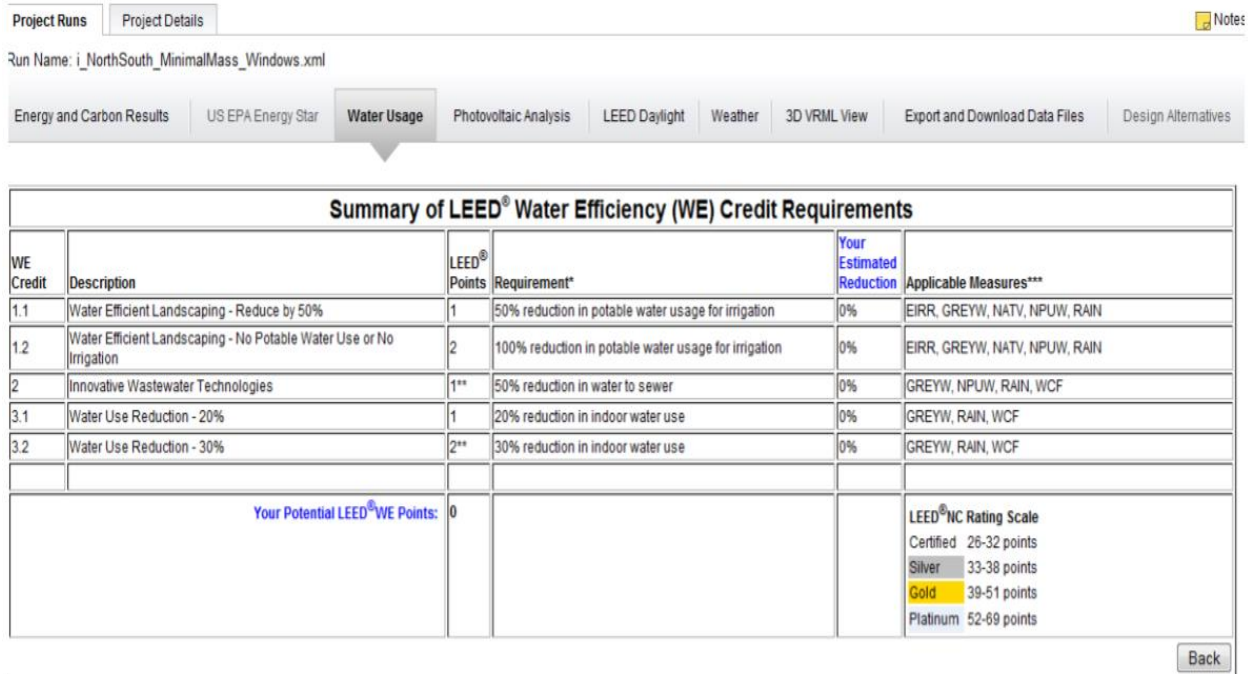 Project Runs Project Details Notes
Run Name: i_NorthSouth_MinimalMass_Windows.xml
Energy and Carbon Results US EPA Energy Star Water Usage Photovoltaic Analysis LEED Daylight Weather 3D VRML View Export and Download Data Files Design Alternatives
Summary of LEED® Water Efficiency (WE) Credit Requirements
WE Credit Description LEED® Points Requirement* Your Estimated Reduction Applicable Measures***
1.1 Water Efficient Landscaping - Reduce by 50% 1 50% reduction in potable water usage for irrigation 0% EIRR, GREYW, NATV, NPUW, RAIN
1.2 Water Efficient Landscaping - No Potable Water Use or No Irrigation 2 100% reduction in potable water usage for irrigation 0% EIRR, GREYW, NATV, NPUW, RAIN
2 Innovative Wastewater Technologies 1** 50% reduction in water to sewer 0% GREYW, NPUW, RAIN, WCF
3.1 Water Use Reduction - 20% 1 20% reduction in indoor water use 0% GREYW, RAIN, WCF
3.2 Water Use Reduction - 30% 2** 30% reduction in indoor water use 0% GREYW, RAIN, WCF
Your Potential LEED®WE Points: 0
LEED®NC Rating Scale
Certified 26-32 points
Silver 33-38 points
Gold 39-51 points
Platinum 52-69 points
Back